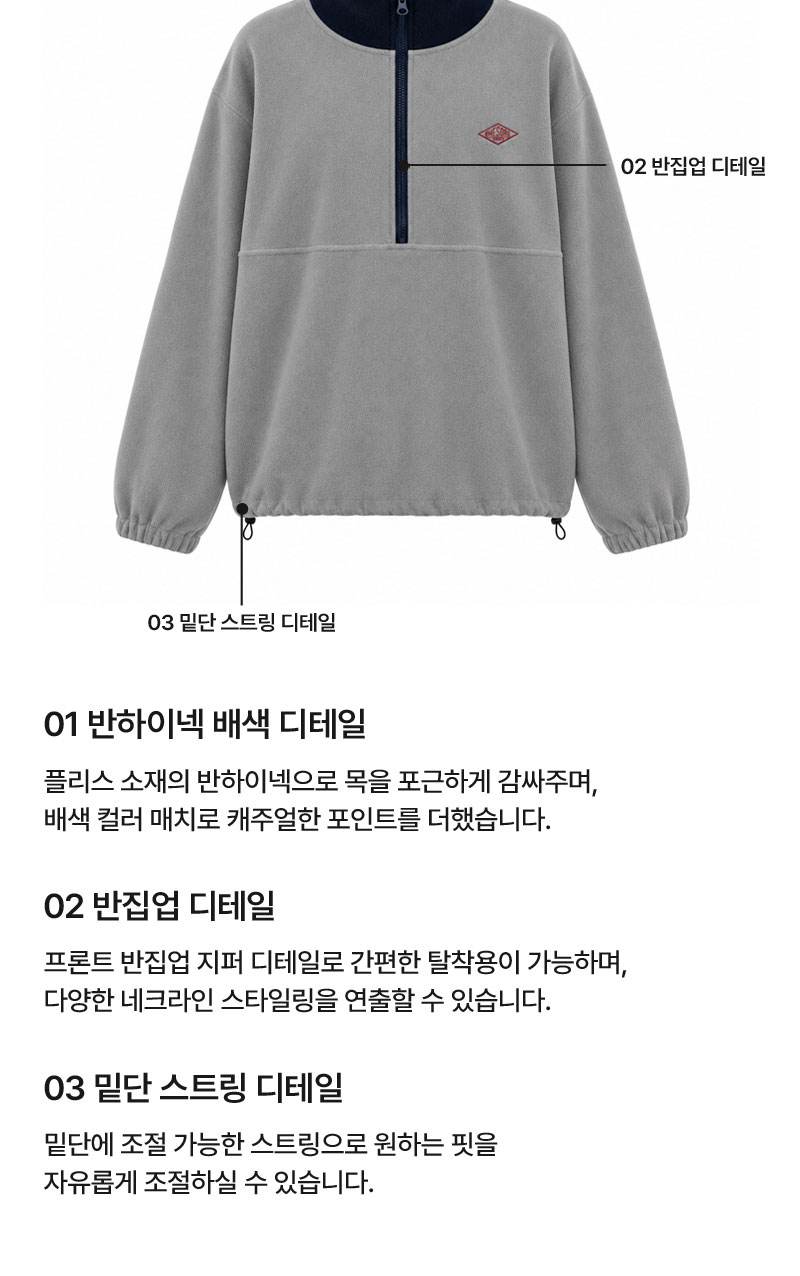 02 반집업 디테일
03 밑단 스트링 디테일
01 반하이넥 배색 디테일
플리스 소재의 반하이넥으로 목을 포근하게 감싸주며,
배색 컬러 매치로 캐주얼한 포인트를 더했습니다.
02 반집업 디테일
프론트 반집업 지퍼 디테일로 간편한 탈착용이 가능하며,
다양한 네크라인 스타일링을 연출할 수 있습니다.
03 밑단 스트링 디테일
밑단에 조절 가능한 스트링으로 원하는 핏을
자유롭게 조절하실 수 있습니다.